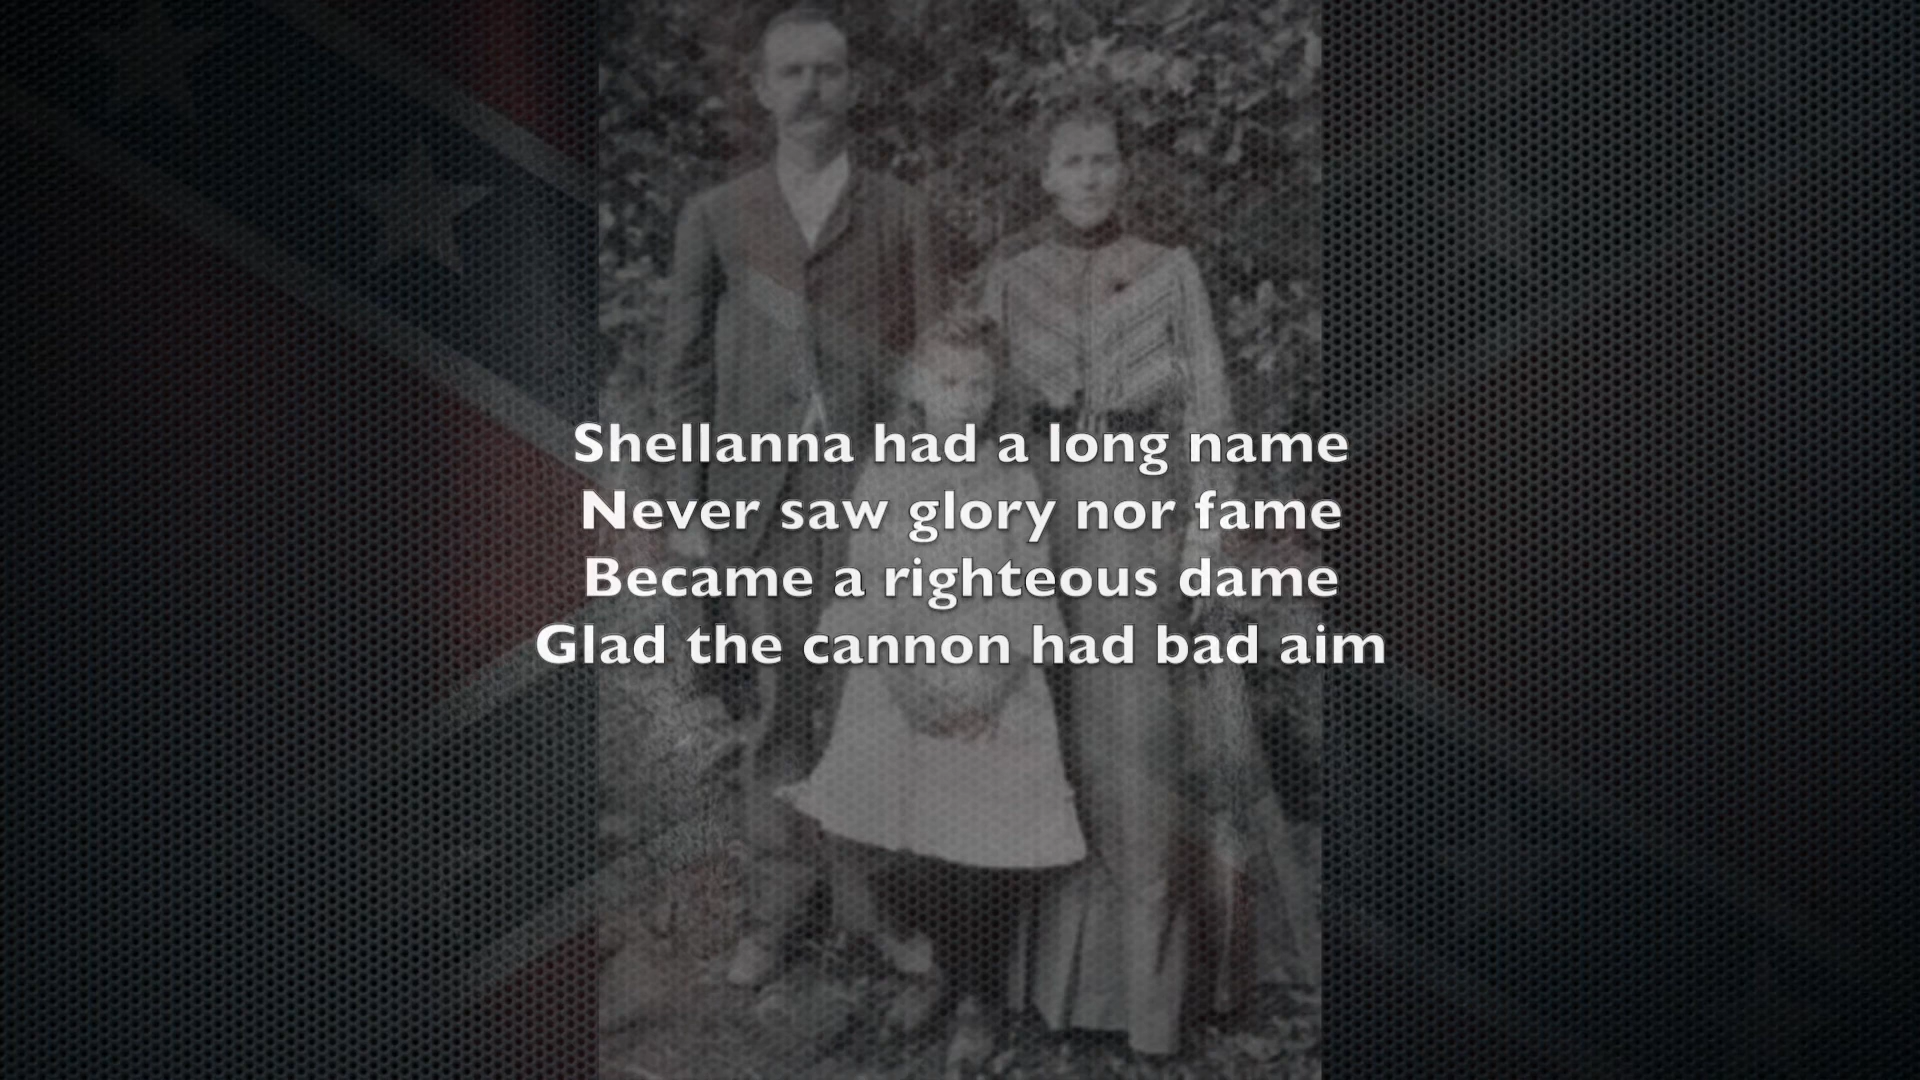 Shellanna had a long name
Never saw glory nor fame
Became a righteous dame
Glad the cannon had bad aim